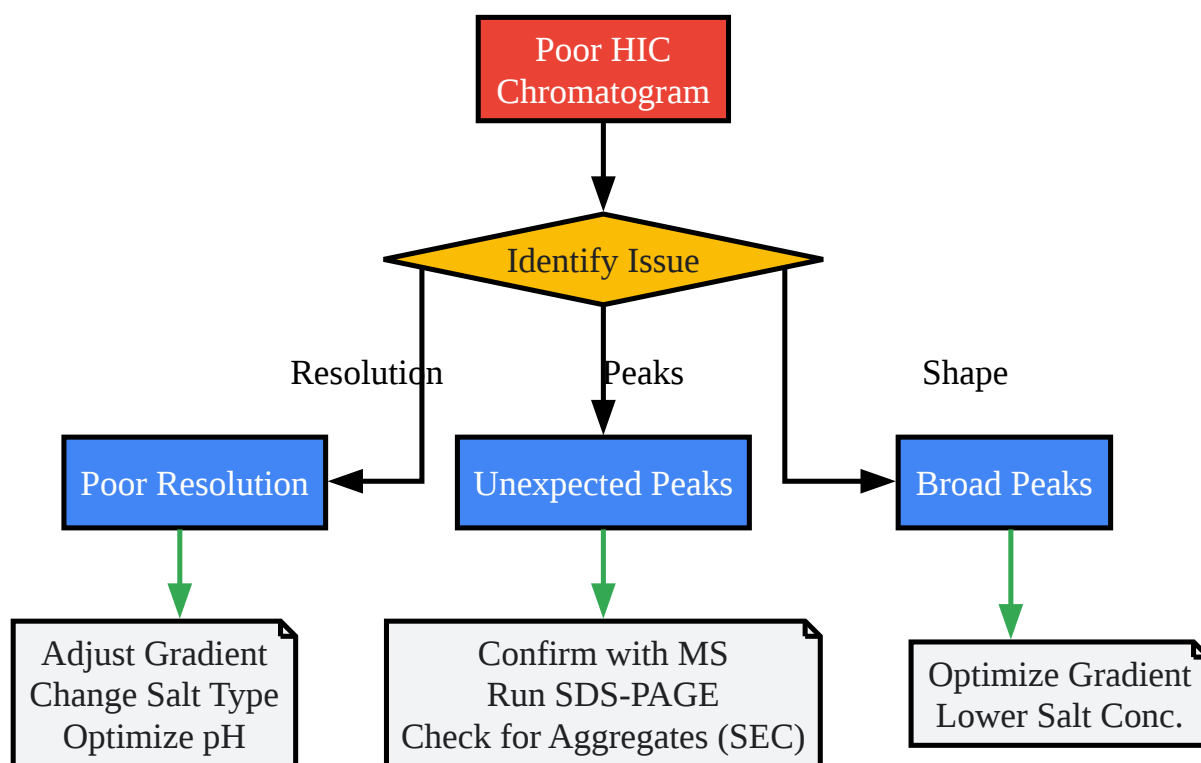 Poor HIC
Chromatogram
Identify Issue
Resolution
Peaks
Shape
Poor Resolution
Unexpected Peaks
Broad Peaks
Adjust Gradient
Change Salt Type
Optimize pH
Confirm with MS
Run SDS-PAGE
Check for Aggregates (SEC)
Optimize Gradient
Lower Salt Conc.